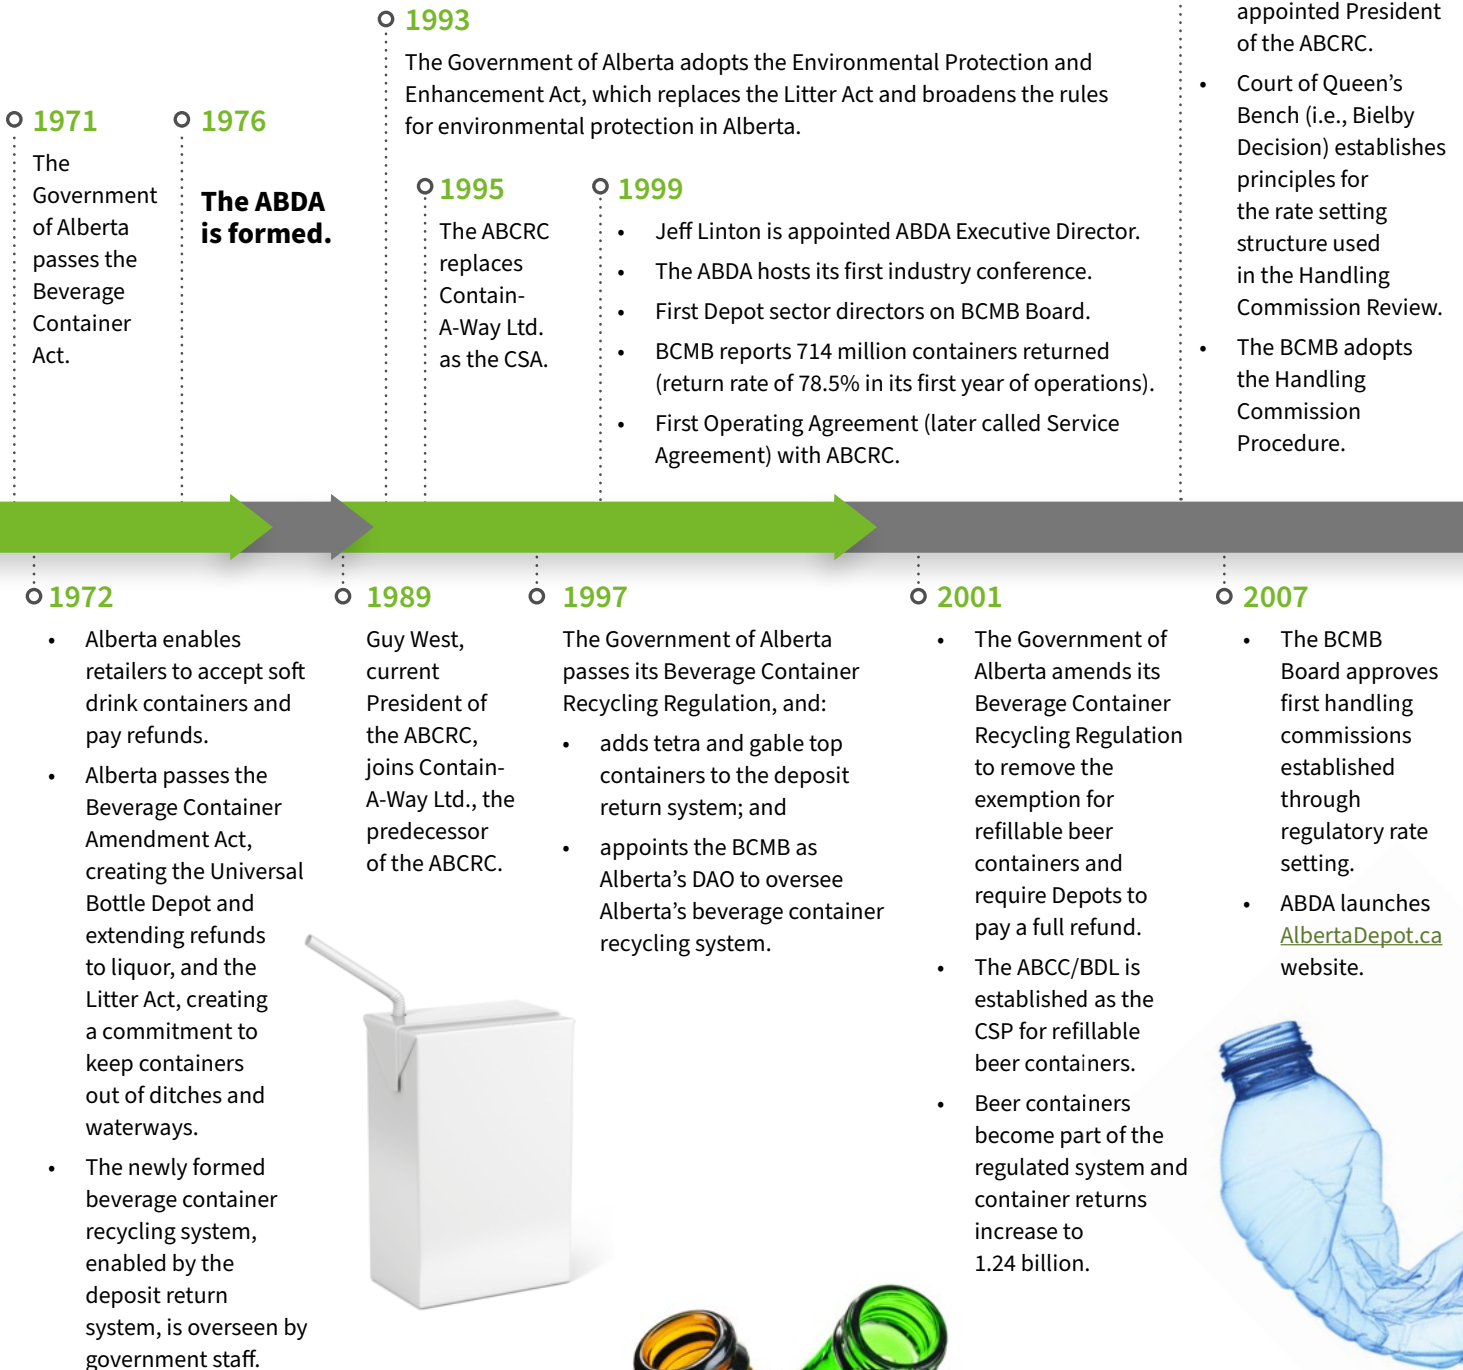 1993
The Government of Alberta adopts the Environmental Protection and
Enhancement Act, which replaces the Litter Act and broadens the rules
for environmental protection in Alberta.
1971
The
Government
of Alberta
passes the
Beverage
Container
Act.
1976
The ABDA
is formed.
1995
The ABCRC
replaces
Contain-
A-Way Ltd.
as the CSA.
1999
• Jeff Linton is appointed ABDA Executive Director.
• The ABDA hosts its first industry conference.
• First Depot sector directors on BCMB Board.
• BCMB reports 714 million containers returned
(return rate of 78.5% in its first year of operations).
• First Operating Agreement (later called Service
Agreement) with ABCRC.
appointed President
of the ABCRC.
• Court of Queen’s
Bench (i.e., Bielby
Decision) establishes
principles for
the rate setting
structure used
in the Handling
Commission Review.
• The BCMB adopts
the Handling
Commission
Procedure.
1972
• Alberta enables
retailers to accept soft
drink containers and
pay refunds.
• Alberta passes the
Beverage Container
Amendment Act,
creating the Universal
Bottle Depot and
extending refunds
to liquor, and the
Litter Act, creating
a commitment to
keep containers
out of ditches and
waterways.
• The newly formed
beverage container
recycling system,
enabled by the
deposit return
system, is overseen by
government staff.
1989
Guy West,
current
President of
the ABCRC,
joins Contain-
A-Way Ltd., the
predecessor
of the ABCRC.
1997
The Government of Alberta
passes its Beverage Container
Recycling Regulation, and:
• adds tetra and gable top
containers to the deposit
return system; and
• appoints the BCMB as
Alberta’s DAO to oversee
Alberta’s beverage container
recycling system.
2001
• The Government of
Alberta amends its
Beverage Container
Recycling Regulation
to remove the
exemption for
refillable beer
containers and
require Depots to
pay a full refund.
• The ABCC/BDL is
established as the
CSP for refillable
beer containers.
• Beer containers
become part of the
regulated system and
container returns
increase to
1.24 billion.
2007
• The BCMB
Board approves
first handling
commissions
established
through
regulatory rate
setting.
• ABDA launches
AlbertaDepot.ca
website.